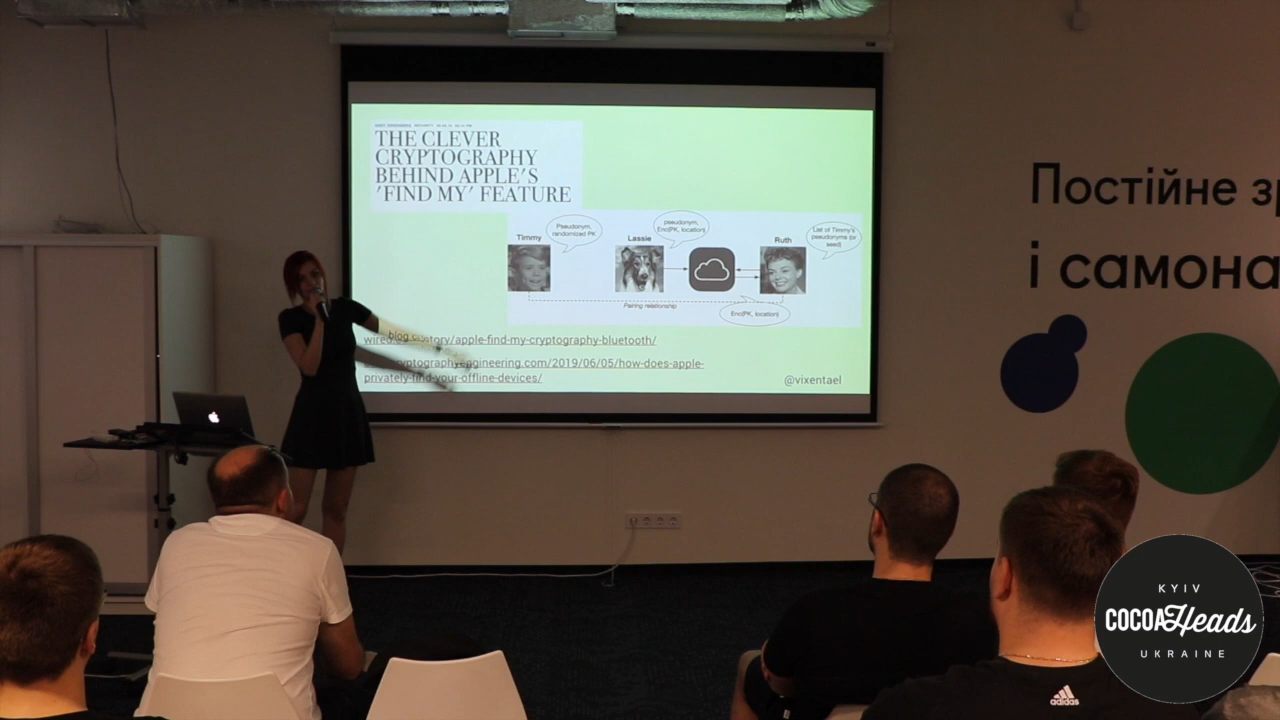 THE CLEVER
CRYPTOGRAPHY
BEHIND APPLE'S
'FIND MY' FEATURE
Timmy
Pseudonym,
randomized PK
Lassie
pseudonym,
Enc(PK, location)
Ruth
List of Timmy's
pseudonyms (or
seed)
Pairing relationship
Enc(PK, location)
/apple-find-my-cryptography-bluetooth/
cryptographyengineering.com/2019/06/05/how-does-apple-
privately-find-your-offline-devices/
@vixentael
Постійне
і
KYIV
COCOAHeads
UKRAINE
adidas